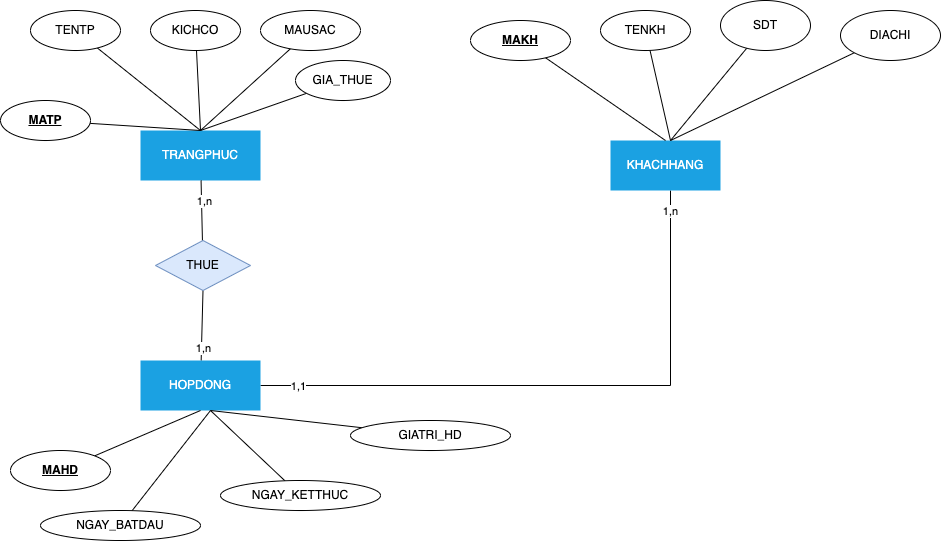 TENTP
KICHCO
MAUSAC
GIA_THUE
MATP
TRANGPHUC
1,n
THUE
1,n
HOPDONG
1,1
MAKH
TENKH
SDT
DIACHI
KHACHHANG
1,n
GIATRI_HD
MAHD
NGAY_KETTHUC
NGAY_BATDAU